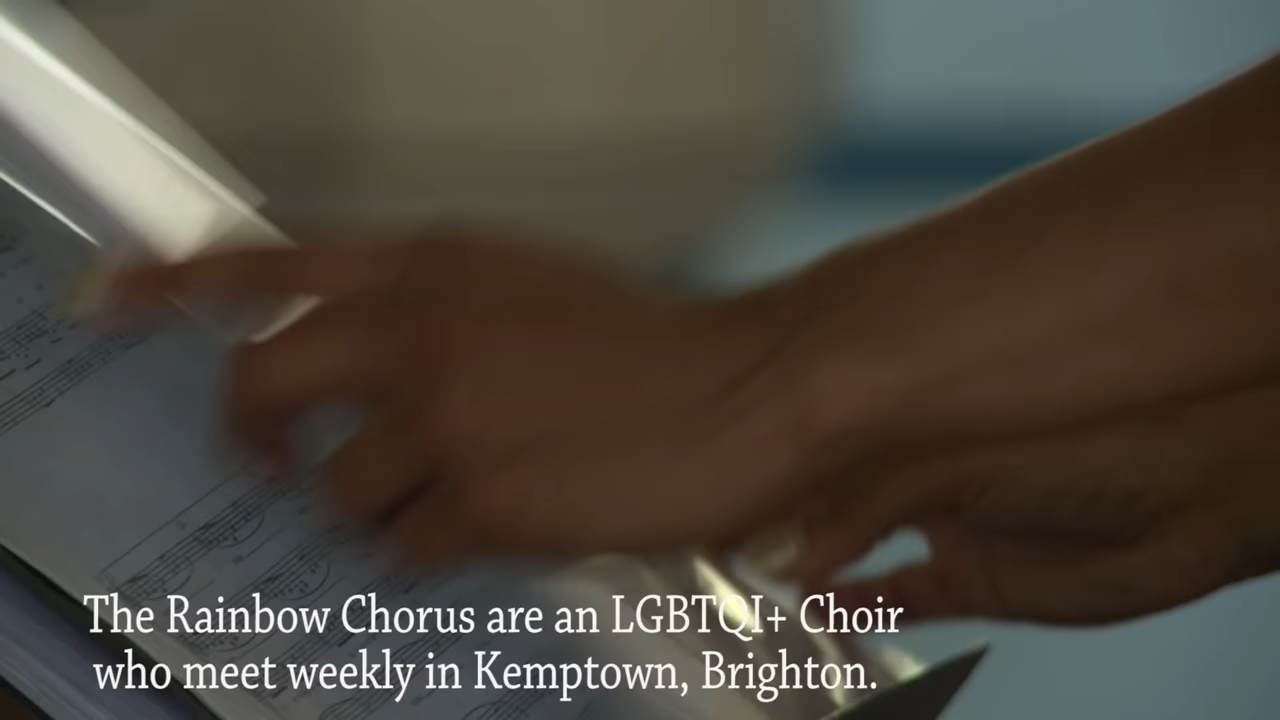 The Rainbow Chorus are an LGBTQI+ Choir
who meet weekly in Kemptown, Brighton.